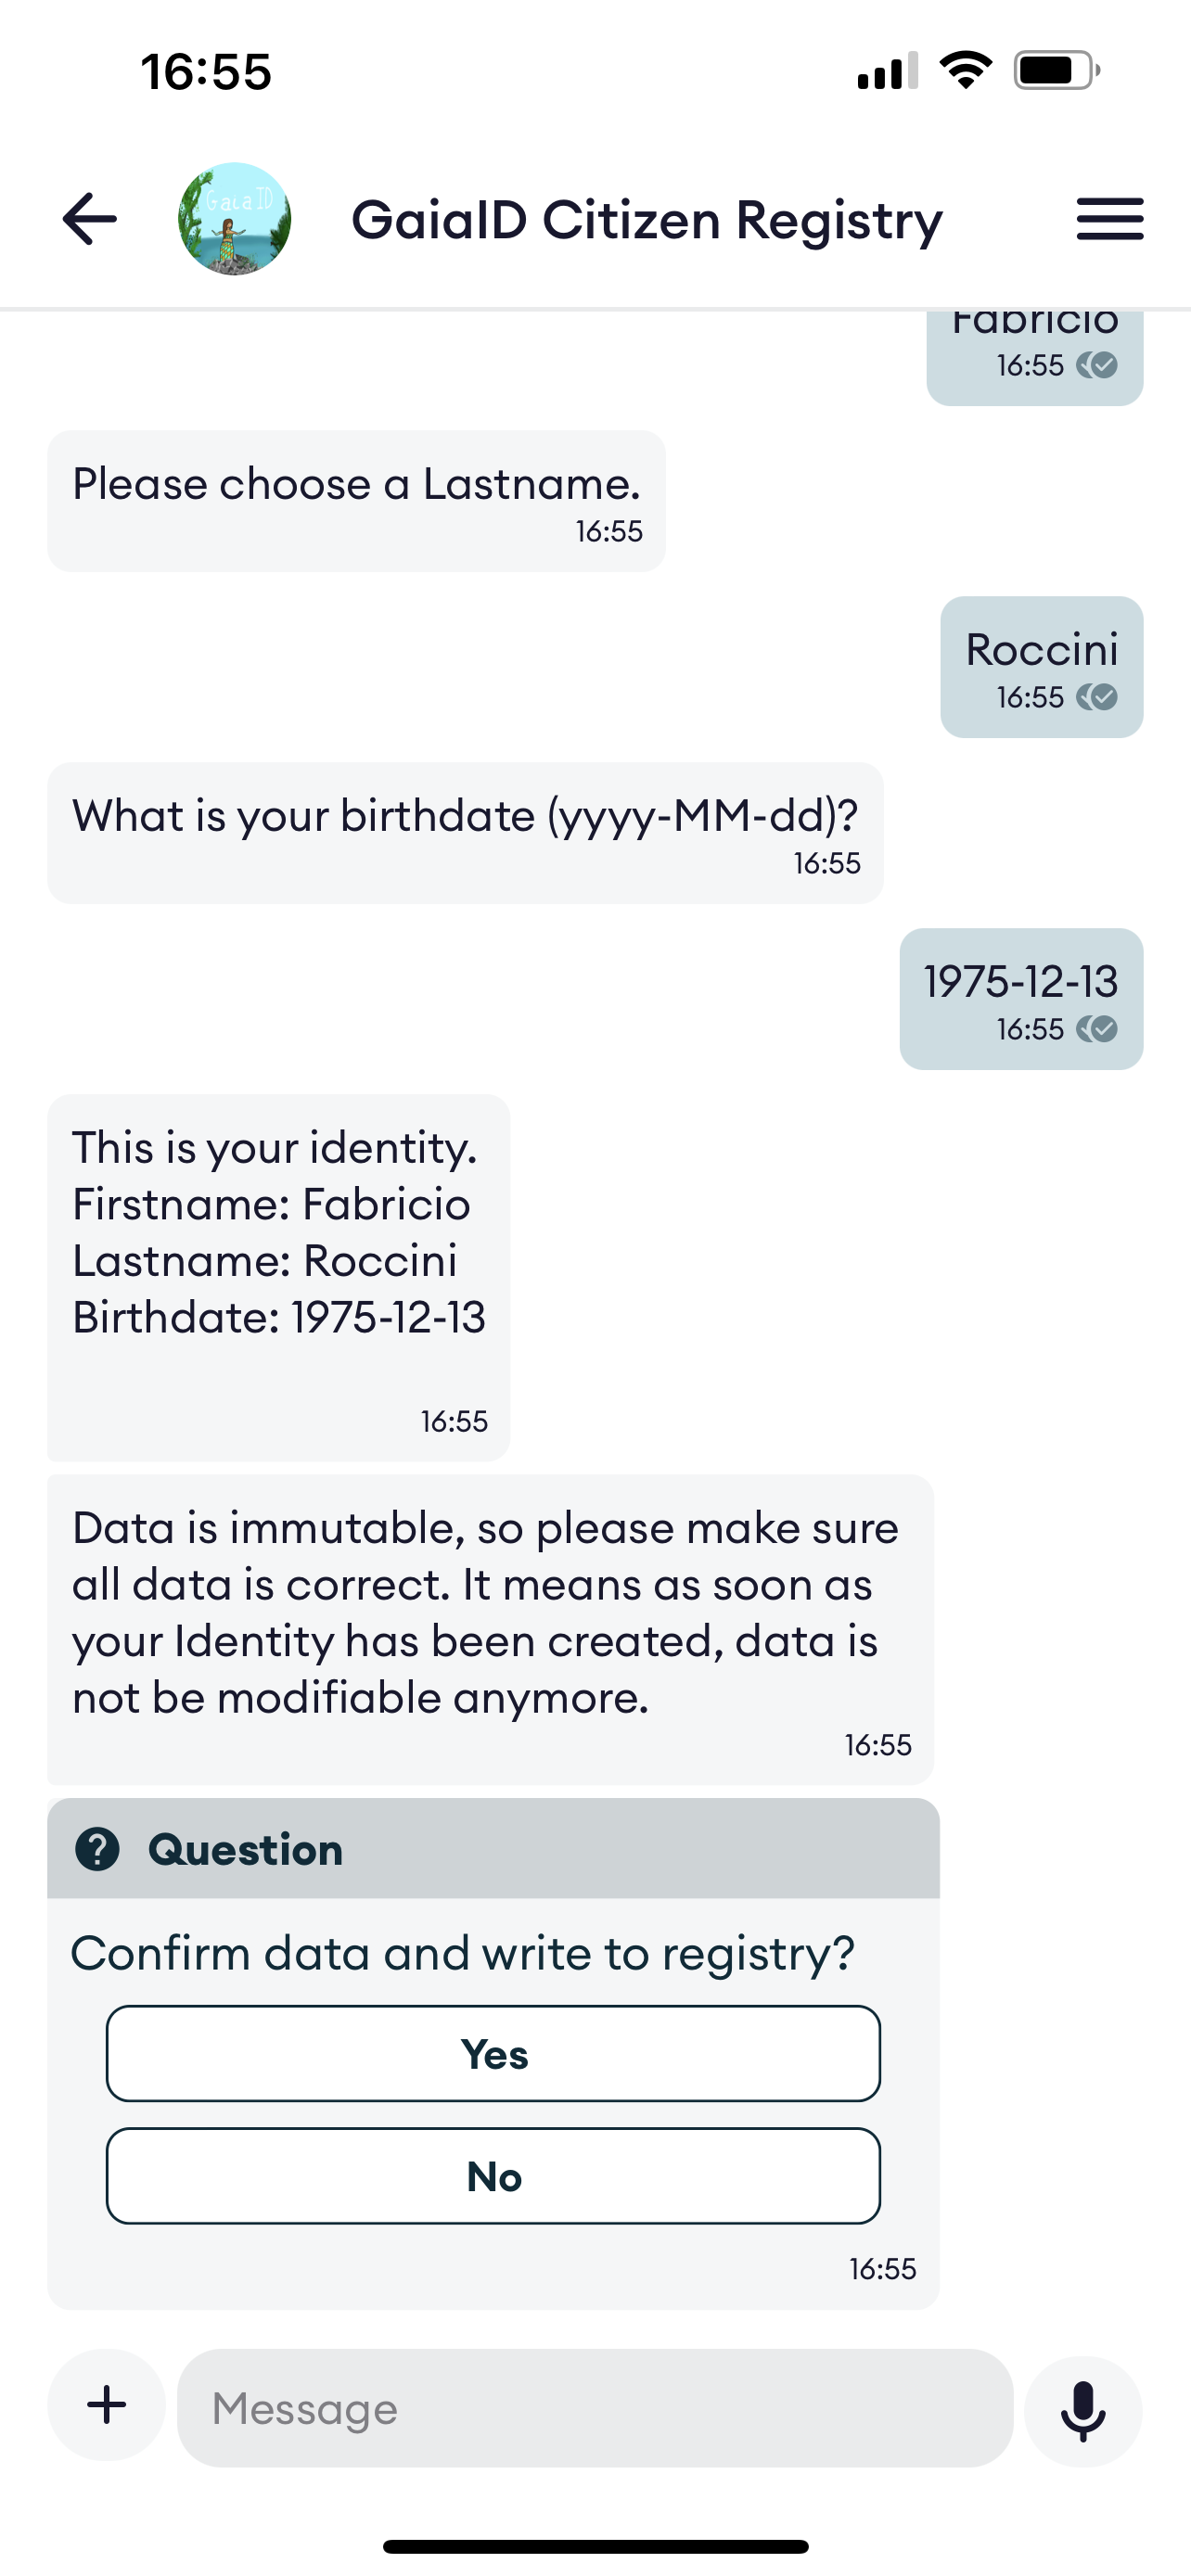 16:55
Gaia ID
GaiaID Citizen Registry
Fabricio
16:55
Please choose a Lastname.
16:55
Roccini
16:55
What is your birthdate (yyyy-MM-dd)?
16:55
1975-12-13
16:55
This is your identity.
Firstname: Fabricio
Lastname: Roccini
Birthdate: 1975-12-13
16:55
Data is immutable, so please make sure
all data is correct. It means as soon as
your Identity has been created, data is
not be modifiable anymore.
16:55
Question
Confirm data and write to registry?
Yes
No
16:55
Message